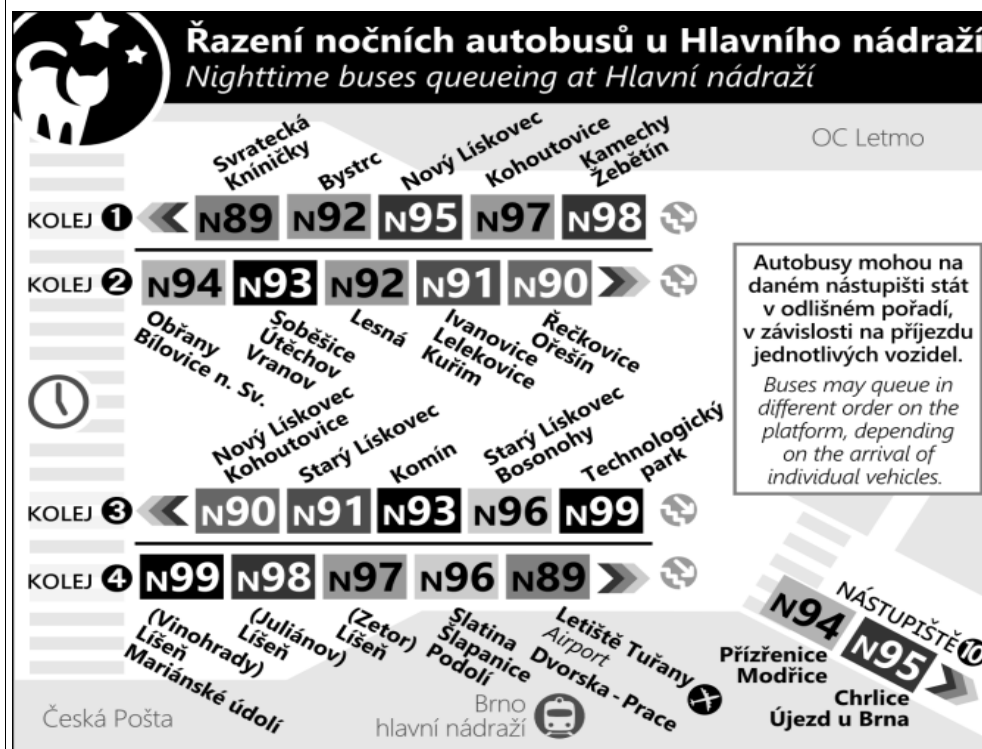 Řazení nočních autobusů u Hlavního nádraží
Nighttime buses queueing at Hlavní nádraží
OC Letmo
Svratecká
Kníničky
Bystrc
Nový Lískovec
Kohoutovice
Kamechy
Žebětín
KOLEJ 1 N89 N92 N95 N97 N98
KOLEJ 2 N94 N93 N92 N91 N90
Obřany
Bílovice n. Sv.
Soběšice
Útěchov
Vranov
Lesná
Ivanovice
Lelekovice
Kuřim
Řečkovice
Ořešín
Autobusy mohou na
daném nástupišti stát
v odlišném pořadí,
v závislosti na příjezdu
jednotlivých vozidel.
Buses may queue in
different order on the
platform, depending
on the arrival of
individual vehicles.
Nový Lískovec
Kohoutovice
Starý Lískovec
Komín
Starý Lískovec
Bosonohy
Technologický
park
KOLEJ 3 N90 N91 N93 N96 N99
KOLEJ 4 N99 N98 N97 N96 N89
(Vinohrady)
Líšeň
Mariánské údolí
(Juliánov)
Líšeň
(Zetor)
Líšeň
Slatina
Šlapanice
Podolí
Letiště Tuřany
Airport
Dvorska - Prace
NÁSTUPIŠTĚ 10
N94 N95
Přízřenice
Modřice
Chrlice
Újezd u Brna
Česká Pošta
Brno
hlavní nádraží